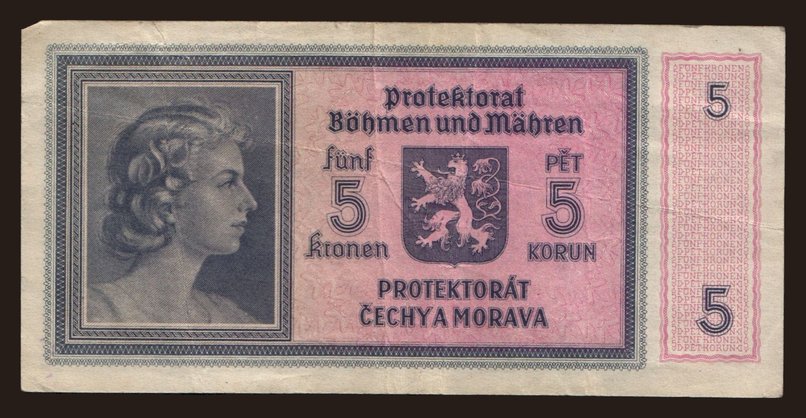 Protektorat
Böhmen und Mähren
fünf PĚT
5 5
Kronen KORUN
PROTEKTORÁT
ČECHY A MORAVA
5
5